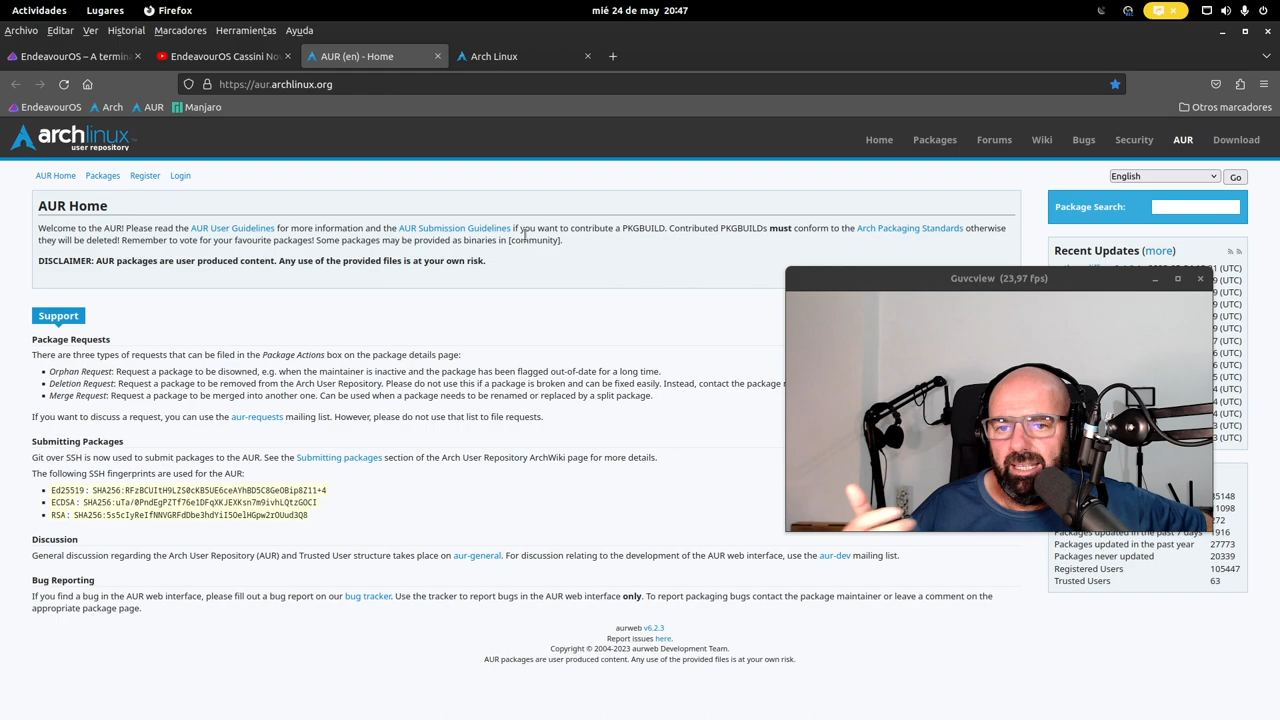 Actividades Lugares Firefox mié 24 de may 20:47
Archivo Editar Ver Historial Marcadores Herramientas Ayuda
EndeavourOS – A termin
EndeavourOS Cassini No
AUR (en) - Home
Arch Linux
https://aur.archlinux.org
EndeavourOS Arch AUR Manjaro Otros marcadores
archlinux
user repository
Home Packages Forums Wiki Bugs Security AUR Download
AUR Home Packages Register Login
English Go
AUR Home
Welcome to the AUR! Please read the AUR User Guidelines for more information and the AUR Submission Guidelines if you want to contribute a PKGBUILD. Contributed PKGBUILDs must conform to the Arch Packaging Standards otherwise
they will be deleted! Remember to vote for your favourite packages! Some packages may be provided as binaries in [community].
DISCLAIMER: AUR packages are user produced content. Any use of the provided files is at your own risk.
Package Search:
Recent Updates (more)
Guvcview (23,97 fps)
Support
Package Requests
There are three types of requests that can be filed in the Package Actions box on the package details page:
Orphan Request: Request a package to be disowned, e.g. when the maintainer is inactive and the package has been flagged out-of-date for a long time.
Deletion Request: Request a package to be removed from the Arch User Repository. Please do not use this if a package is broken and can be fixed easily. Instead, contact the package
Merge Request: Request a package to be merged into another one. Can be used when a package needs to be renamed or replaced by a split package.
If you want to discuss a request, you can use the aur-requests mailing list. However, please do not use that list to file requests.
Submitting Packages
Git over SSH is now used to submit packages to the AUR. See the Submitting packages section of the Arch User Repository ArchWiki page for more details.
The following SSH fingerprints are used for the AUR:
Ed25519: SHA256:RFzBCUItH9LZS0cKB5UE6ceAYhBD5C8GeOBip8Z11+4
ECDSA: SHA256:uTa/0PndEgPZTf76e1DFqXKJEXKsn7m9ivhLQtzGOCI
RSA: SHA256:5s5cIyReIfNNVGRFdDbe3hdYiI5OelHGpw2rOUud3Q8
Discussion
General discussion regarding the Arch User Repository (AUR) and Trusted User structure takes place on aur-general. For discussion relating to the development of the AUR web interface, use the aur-dev mailing list.
Bug Reporting
If you find a bug in the AUR web interface, please fill out a bug report on our bug tracker. Use the tracker to report bugs in the AUR web interface only. To report packaging bugs contact the package maintainer or leave a comment on the
appropriate package page.
35148
1098
272
1916
Packages updated in the past year 27773
Packages never updated 20339
Registered Users 105447
Trusted Users 63
aurweb v6.2.3
Report issues here.
Copyright © 2004-2023 aurweb Development Team.
AUR packages are user produced content. Any use of the provided files is at your own risk.